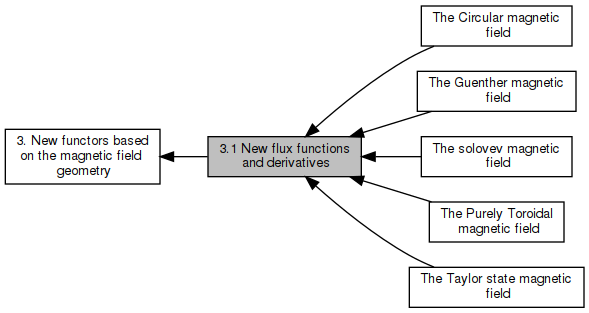 The Circular magnetic
field
The Guenther magnetic
field
3. New functors based
on the magnetic field
geometry
3.1 New flux functions
and derivatives
The solovev magnetic
field
The Purely Toroidal
magnetic field
The Taylor state magnetic
field